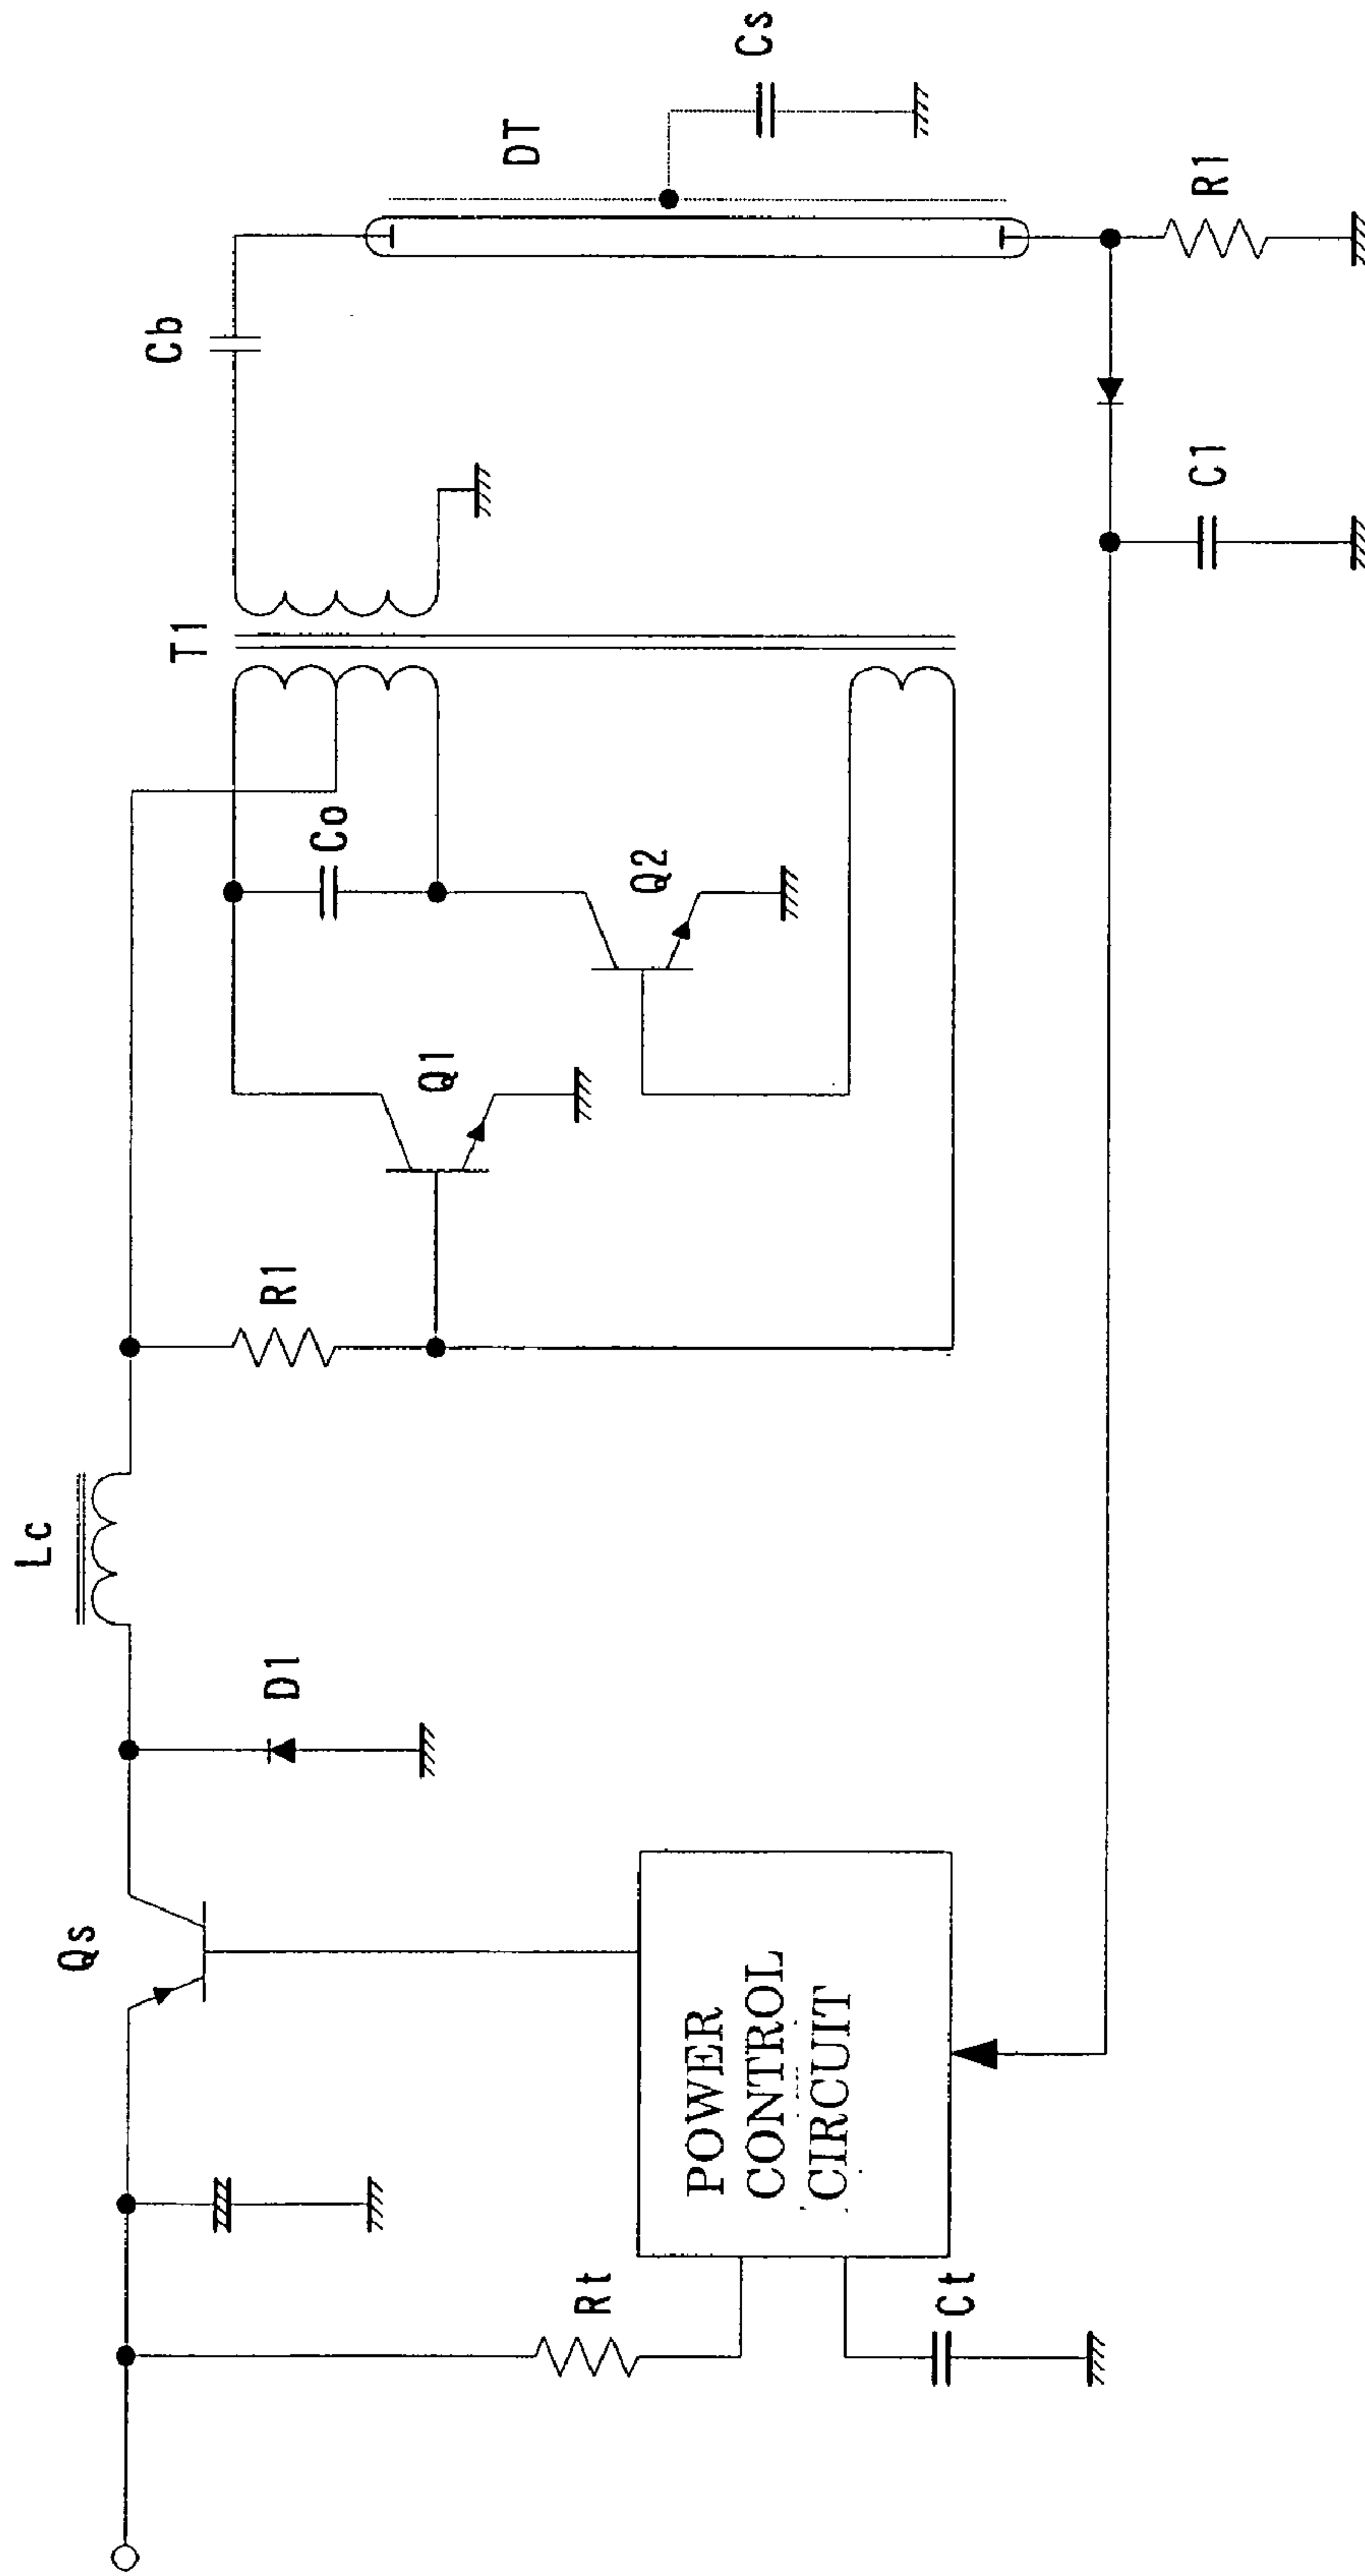 Qs
Lc
D1
R1
Q1
Q2
Co
T1
Cb
DT
Cs
R1
C1
Rt
Ct
POWER
CONTROL
CIRCUIT